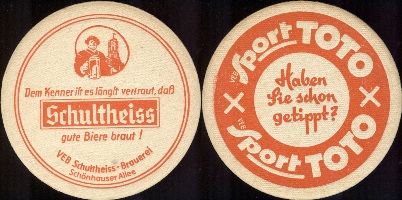 Dem Kenner ist es längst vertraut, daß
Schultheiss
gute Biere braut!
VEB Schultheiss-Brauerei
Schönhauser Allee
VEB Sport TOTO
Haben
Sie schon
getippt?
VEB Sport TOTO